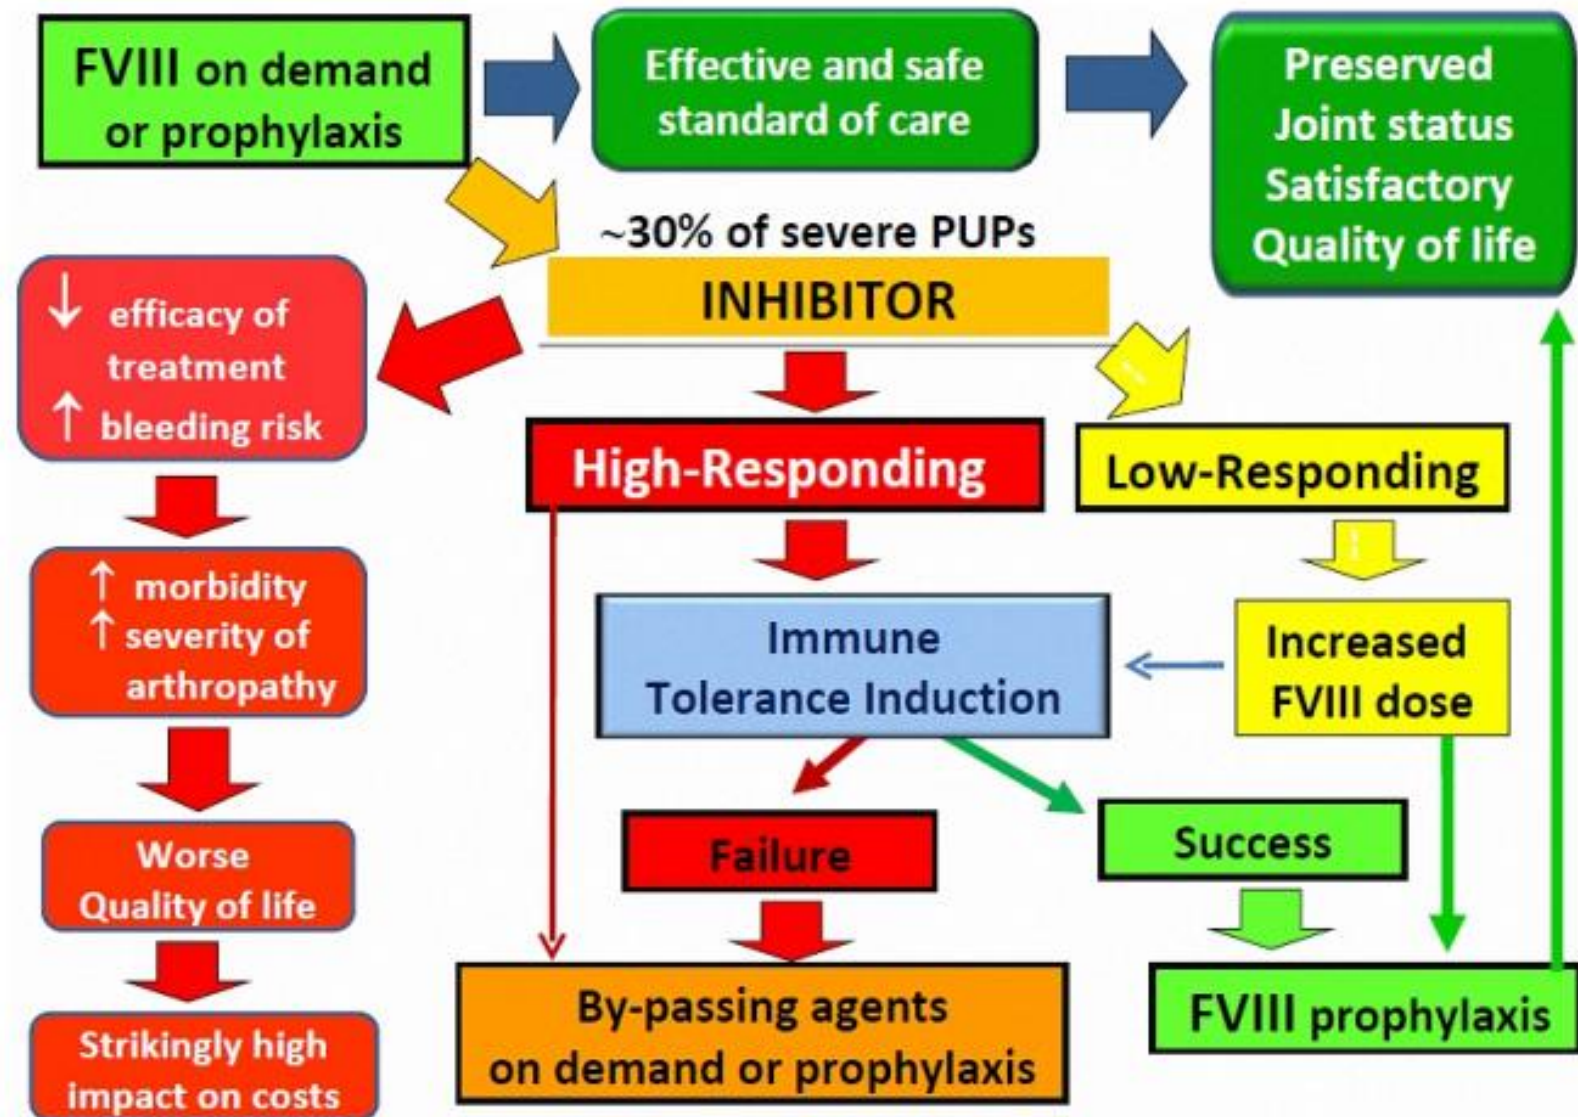 FVIII on demand
or prophylaxis
Effective and safe
standard of care
Preserved
Joint status
Satisfactory
Quality of life
~30% of severe PUPs
INHIBITOR
↓ efficacy of
treatment
↑ bleeding risk
High-Responding
Low-Responding
↑ morbidity
↑ severity of
arthropathy
Immune
Tolerance Induction
Increased
FVIII dose
Worse
Quality of life
Failure
Success
Strikingly high
impact on costs
By-passing agents
on demand or prophylaxis
FVIII prophylaxis